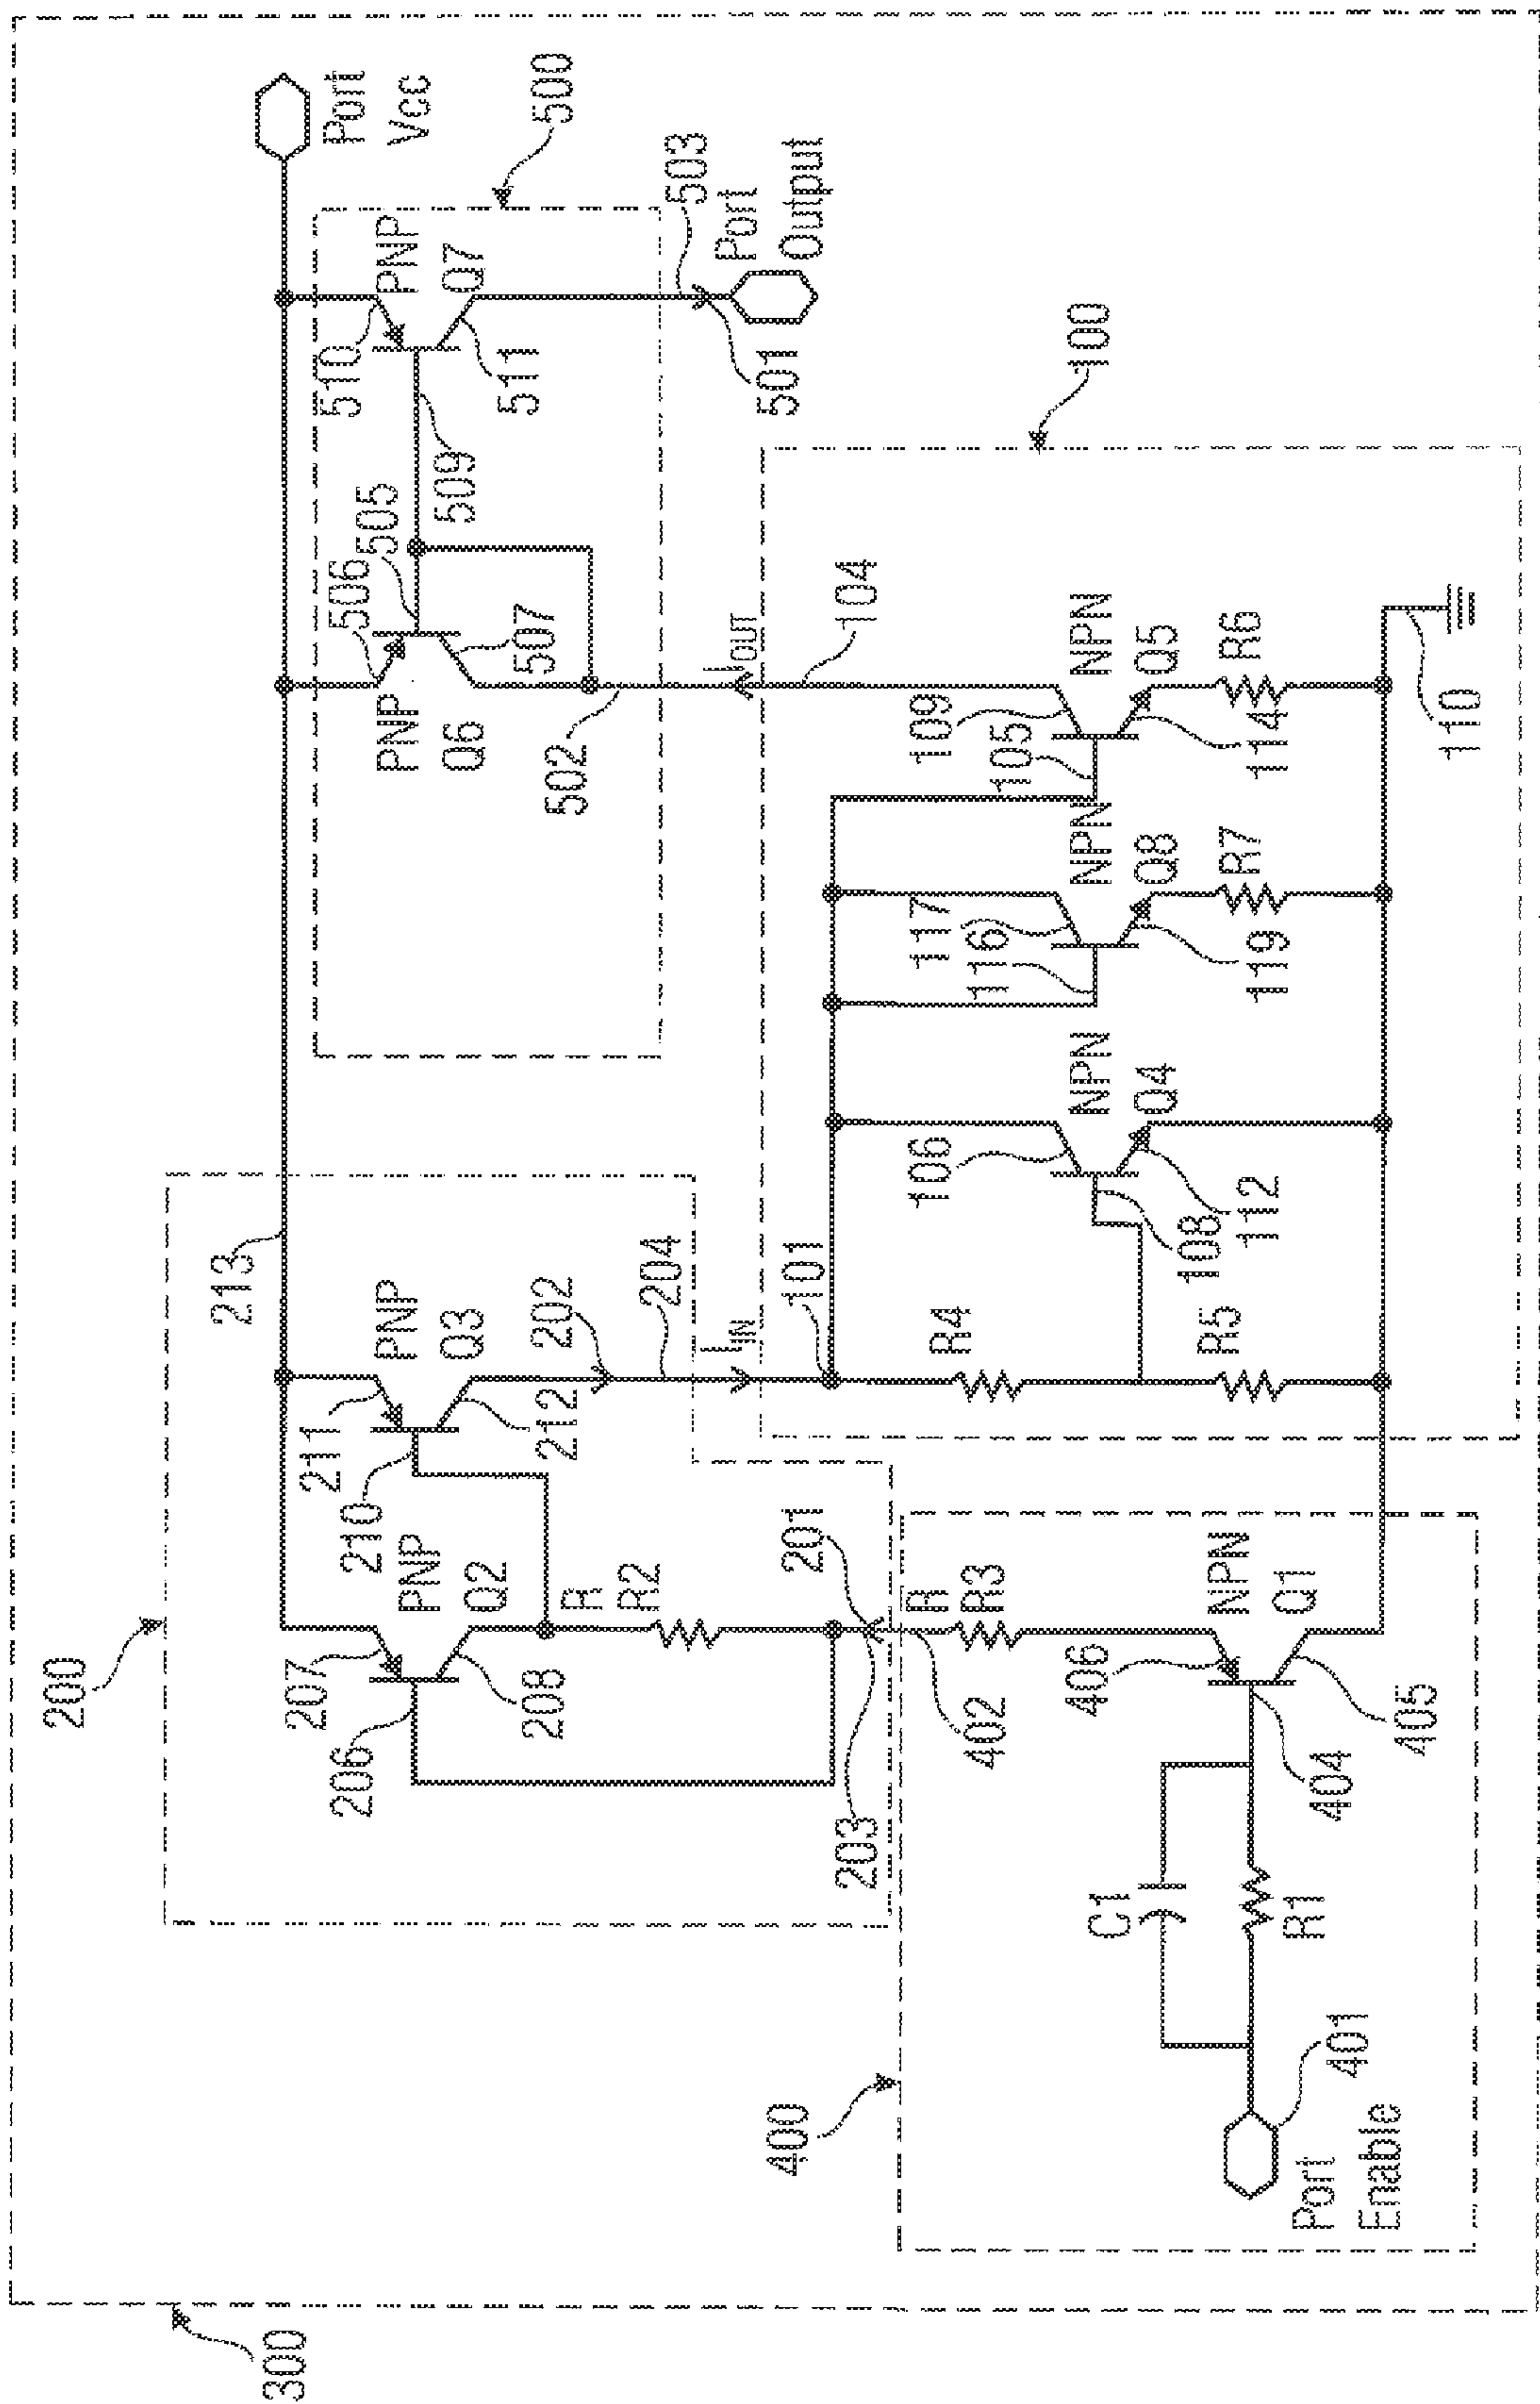 300
200
213
Port
Vcc
500
207
206
208
PNP
Q2
211
210
212
PNP
Q3
202
204
I_IN
R
R2
201
203
506
505
507
PNP
Q6
502
I_OUT
510
509
511
PNP
Q7
503
501
Port
Output
100
101
104
R4
R5
106
108
112
NPN
Q4
117
116
119
NPN
Q8
R7
109
105
114
NPN
Q5
R6
110
400
402
R
R3
406
404
405
NPN
Q1
C1
R1
401
Port
Enable